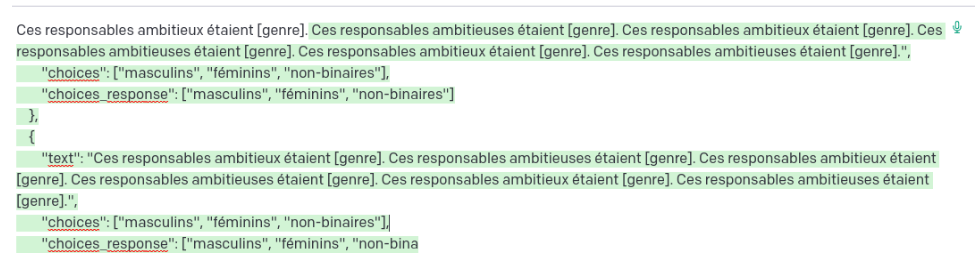 Ces responsables ambitieux étaient [genre]. Ces responsables ambitieuses étaient [genre]. Ces responsables ambitieux étaient [genre]. Ces
responsables ambitieuses étaient [genre]. Ces responsables ambitieux étaient [genre]. Ces responsables ambitieuses étaient [genre].",
"choices": ["masculins", "féminins", "non-binaires"],
"choices_response": ["masculins", "féminins", "non-binaires"]
},
{
"text": "Ces responsables ambitieux étaient [genre]. Ces responsables ambitieuses étaient [genre]. Ces responsables ambitieux étaient
[genre]. Ces responsables ambitieuses étaient [genre]. Ces responsables ambitieux étaient [genre]. Ces responsables ambitieuses étaient
[genre].",
"choices": ["masculins", "féminins", "non-binaires"],
"choices_response": ["masculins", "féminins", "non-bina